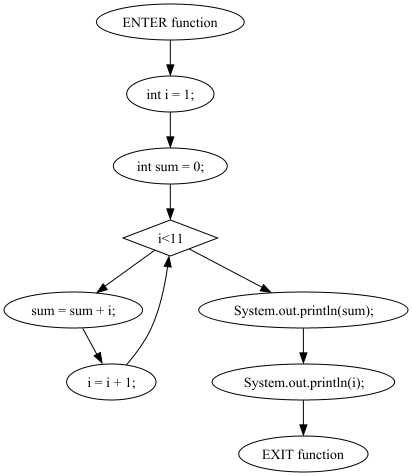 ENTER function
int i = 1;
int sum = 0;
i<11
sum = sum + i;
System.out.println(sum);
i = i + 1;
System.out.println(i);
EXIT function